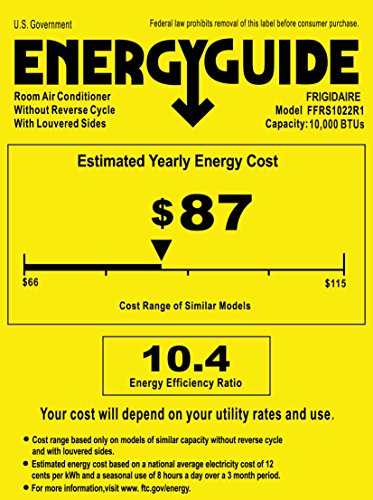 U.S. Government
Federal law prohibits removal of this label before consumer purchase.
ENERGYGUIDE
Room Air Conditioner
Without Reverse Cycle
With Louvered Sides
FRIGIDAIRE
Model FFRS1022R1
Capacity: 10,000 BTUs
Estimated Yearly Energy Cost
$87
$66
$115
Cost Range of Similar Models
10.4
Energy Efficiency Ratio
Your cost will depend on your utility rates and use.
● Cost range based only on models of similar capacity without reverse cycle
and with louvered sides.
● Estimated energy cost based on a national average electricity cost of 12
cents per kWh and a seasonal use of 8 hours a day over a 3 month period.
● For more information,visit www. ftc.gov/energy.